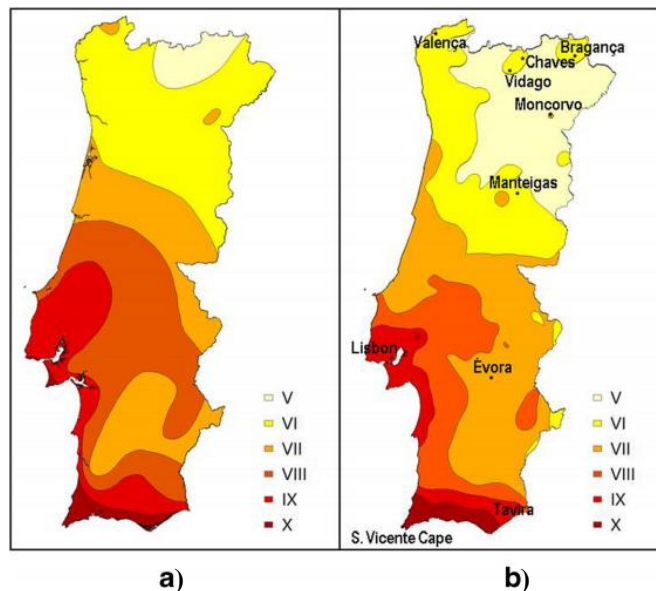 V
VI
VII
VIII
IX
X
a)
Valença
Bragança
Chaves
Vidago
Moncorvo
Manteigas
Lisbon
Évora
V
VI
VII
VIII
IX
X
Tavira
S. Vicente Cape
b)